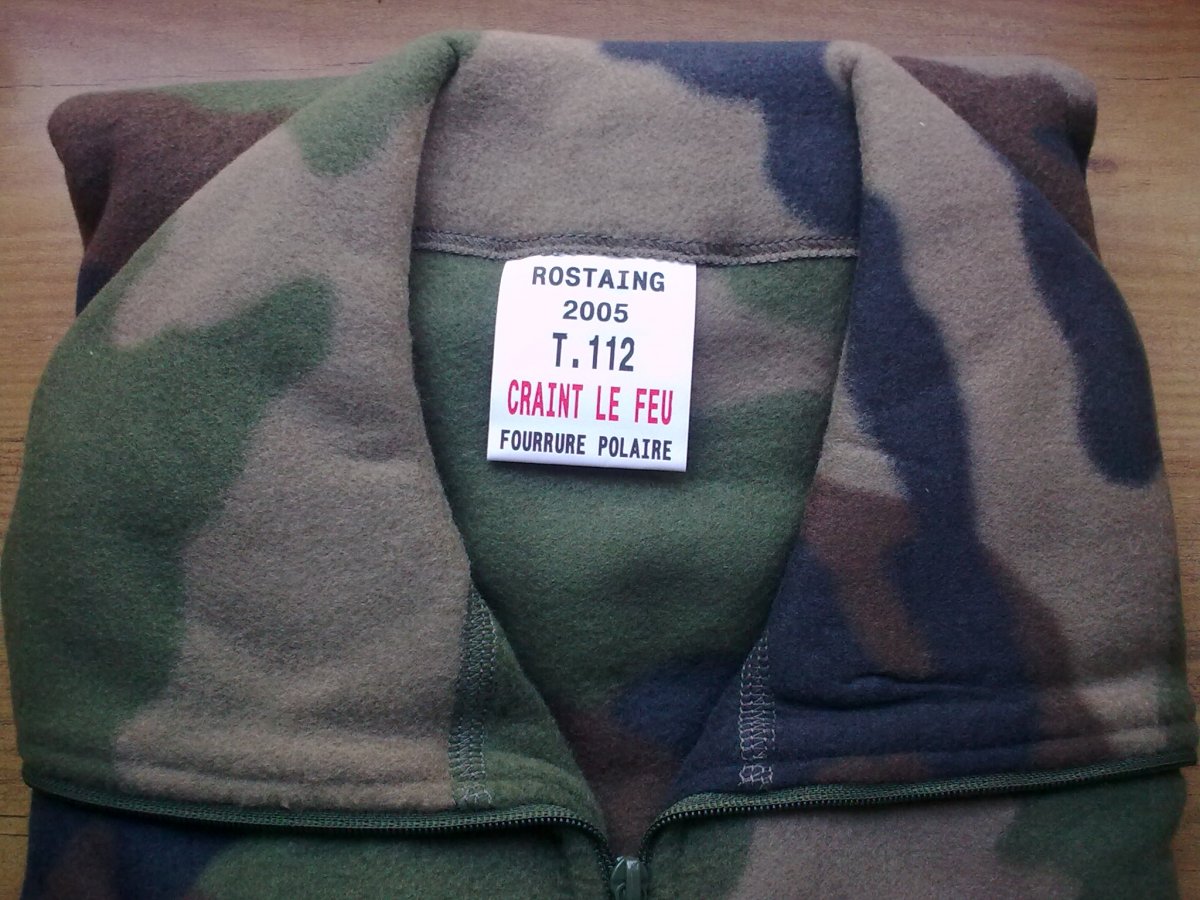 ROSTAING
2005
T.112
CRAINT LE FEU
FOURRURE POLAIRE